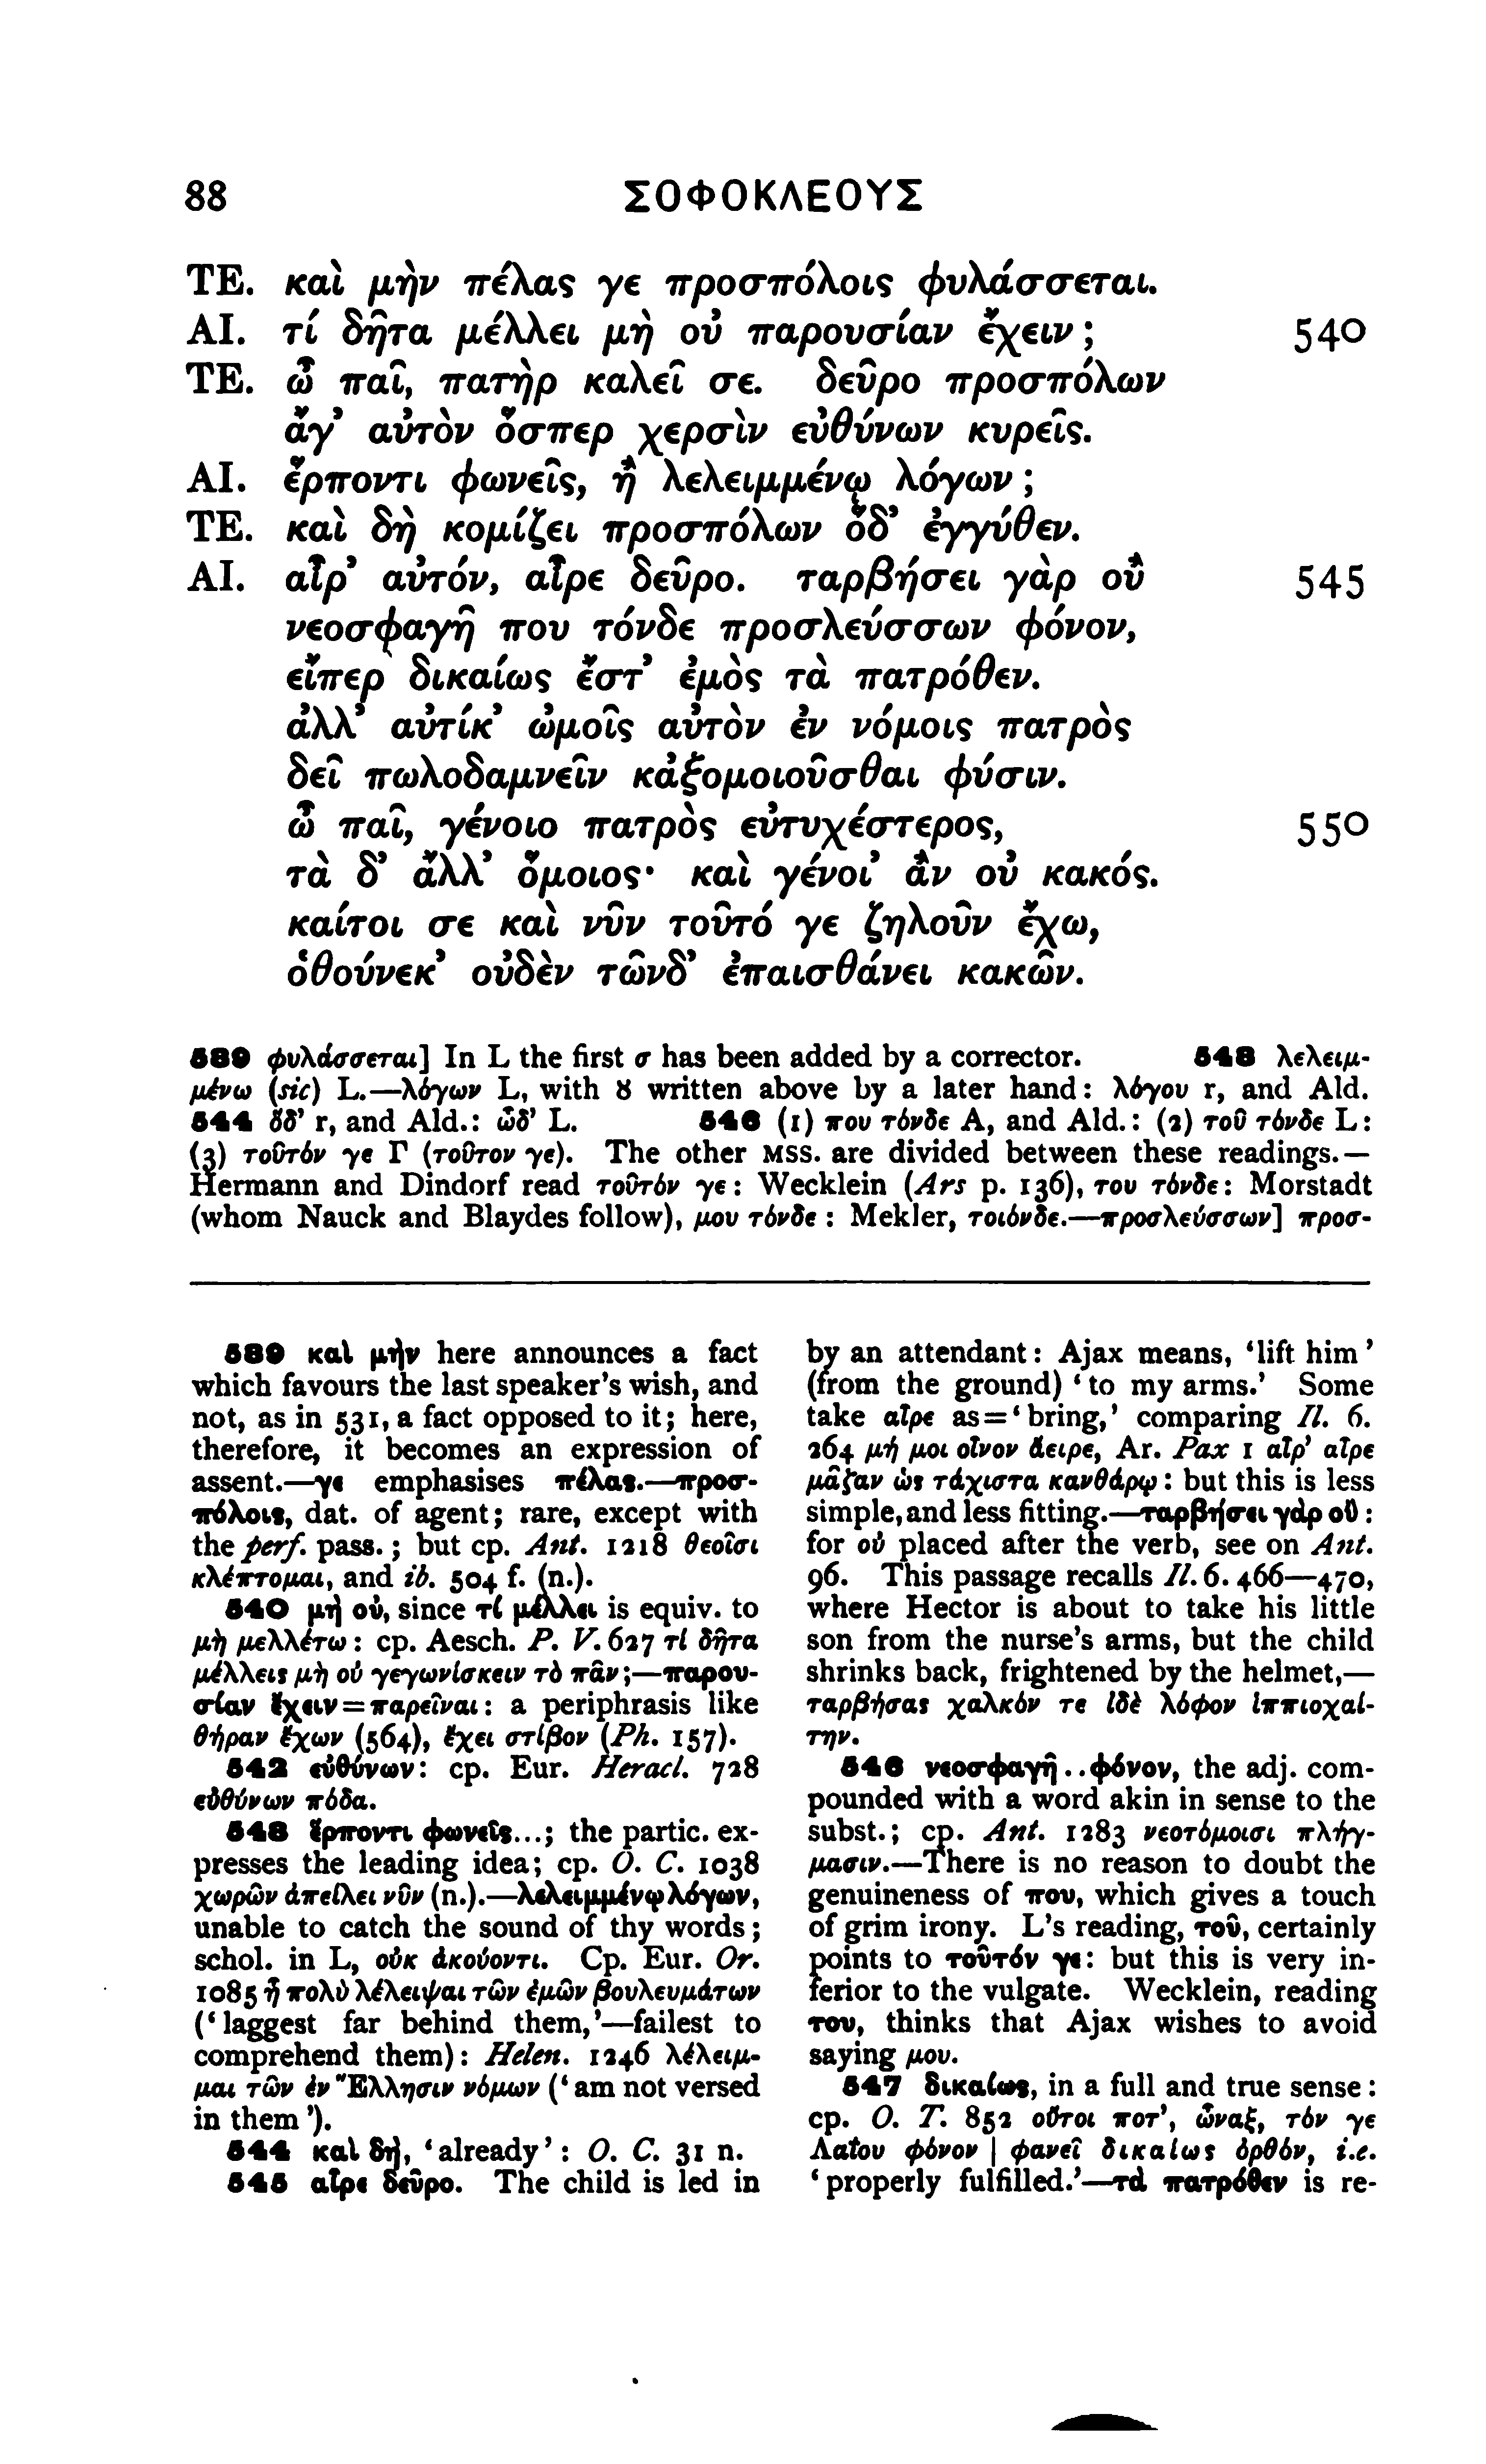 88 ΣΟΦΟΚΛΕΟΥΣ
ΤΕ. καὶ μὴν πέλας γε προσπόλοις φυλάσσεται.
ΑΙ. τί δῆτα μέλλει μὴ οὐ παρουσίαν ἔχειν; 540
ΤΕ. ὦ παῖ, πατὴρ καλεῖ σε. δεῦρο προσπόλων
ἄγ’ αὐτὸν ὅσπερ χερσὶν εὐθύνων κυρεῖς.
ΑΙ. ἕρποντι φωνεῖς, ἢ λελειμμένῳ λόγων;
ΤΕ. καὶ δὴ κομίζει προσπόλων ὅδ’ ἐγγύθεν.
ΑΙ. αἶρ’ αὐτόν, αἶρε δεῦρο. ταρβήσει γὰρ οὒ 545
νεοσφαγῆ που τόνδε προσλεύσσων φόνον,
εἴπερ δικαίως ἔστ’ ἐμὸς τὰ πατρόθεν.
ἀλλ’ αὐτίκ’ ὠμοῖς αὐτὸν ἐν νόμοις πατρὸς
δεῖ πωλοδαμνεῖν κἀξομοιοῦσθαι φύσιν.
ὦ παῖ, γένοιο πατρὸς εὐτυχέστερος, 550
τὰ δ’ ἄλλ’ ὅμοιος· καὶ γένοι’ ἂν οὐ κακός.
καίτοι σε καὶ νῦν τοῦτό γε ζηλοῦν ἔχω,
ὁθούνεκ’ οὐδὲν τῶνδ’ ἐπαισθάνει κακῶν.
539 φυλάσσεται] In L the first σ has been added by a corrector. 543 λελειμ-
μένω (sic) L.—λόγων L, with ȣ written above by a later hand: λόγου r, and Ald.
544 ὅδ’ r, and Ald.: ὧδ’ L. 546 (1) που τόνδε A, and Ald.: (2) τοῦ τόνδε L:
(3) τοῦτόν γε Γ (τοῦτον γε). The other MSS. are divided between these readings.—
Hermann and Dindorf read τοῦτόν γε: Wecklein (Ars p. 136), του τόνδε: Morstadt
(whom Nauck and Blaydes follow), μου τόνδε: Mekler, τοιόνδε.—προσλεύσσων] προσ-
539 καὶ μὴν here announces a fact
which favours the last speaker's wish, and
not, as in 531, a fact opposed to it; here,
therefore, it becomes an expression of
assent.—γε emphasises πέλας.—προσ-
πόλοις, dat. of agent; rare, except with
the perf. pass.; but cp. Ant. 1218 θεοῖσι
κλέπτομαι, and ib. 504 f. (n.).
540 μὴ οὐ, since τί μέλλει is equiv. to
μὴ μελλέτω: cp. Aesch. P. V. 627 τί δῆτα
μέλλεις μὴ οὐ γεγωνίσκειν τὸ πᾶν;—παρου-
σίαν ἔχειν=παρεῖναι: a periphrasis like
θήραν ἔχων (564), ἔχει στίβον (Ph. 157).
542 εὐθύνων: cp. Eur. Heracl. 728
εὐθύνων πόδα.
543 ἕρποντι φωνεῖς...; the partic. ex-
presses the leading idea; cp. O. C. 1038
χωρῶν ἀπείλει νῦν (n.).—λελειμμένῳ λόγων,
unable to catch the sound of thy words;
schol. in L, οὐκ ἀκούοντι. Cp. Eur. Or.
1085 ἦ πολὺ λέλειψαι τῶν ἐμῶν βουλευμάτων
('laggest far behind them,'—failest to
comprehend them): Helen. 1246 λέλειμ-
μαι τῶν ἐν Ἕλλησιν νόμων ('am not versed
in them').
544 καὶ δή, 'already': O. C. 31 n.
545 αἶρε δεῦρο. The child is led in
by an attendant: Ajax means, 'lift him'
(from the ground) 'to my arms.' Some
take αἶρε as='bring,' comparing Il. 6.
264 μή μοι οἶνον ἄειρε, Ar. Pax 1 αἶρ’ αἶρε
μᾶζαν ὡς τάχιστα κανθάρῳ: but this is less
simple, and less fitting.—ταρβήσει γὰρ οὔ:
for οὐ placed after the verb, see on Ant.
96. This passage recalls Il. 6. 466—470,
where Hector is about to take his little
son from the nurse's arms, but the child
shrinks back, frightened by the helmet,—
ταρβήσας χαλκόν τε ἰδὲ λόφον ἱππιοχαί-
την.
546 νεοσφαγῆ..φόνον, the adj. com-
pounded with a word akin in sense to the
subst.; cp. Ant. 1283 νεοτόμοισι πλήγ-
μασιν.—There is no reason to doubt the
genuineness of που, which gives a touch
of grim irony. L's reading, τοῦ, certainly
points to τοῦτόν γε: but this is very in-
ferior to the vulgate. Wecklein, reading
του, thinks that Ajax wishes to avoid
saying μου.
547 δικαίως, in a full and true sense:
cp. O. T. 852 οὔτοι ποτ’, ὦναξ, τόν γε
Λαΐου φόνον | φανεῖ δικαίως ὀρθόν, i.e.
'properly fulfilled.'—τὰ πατρόθεν is re-